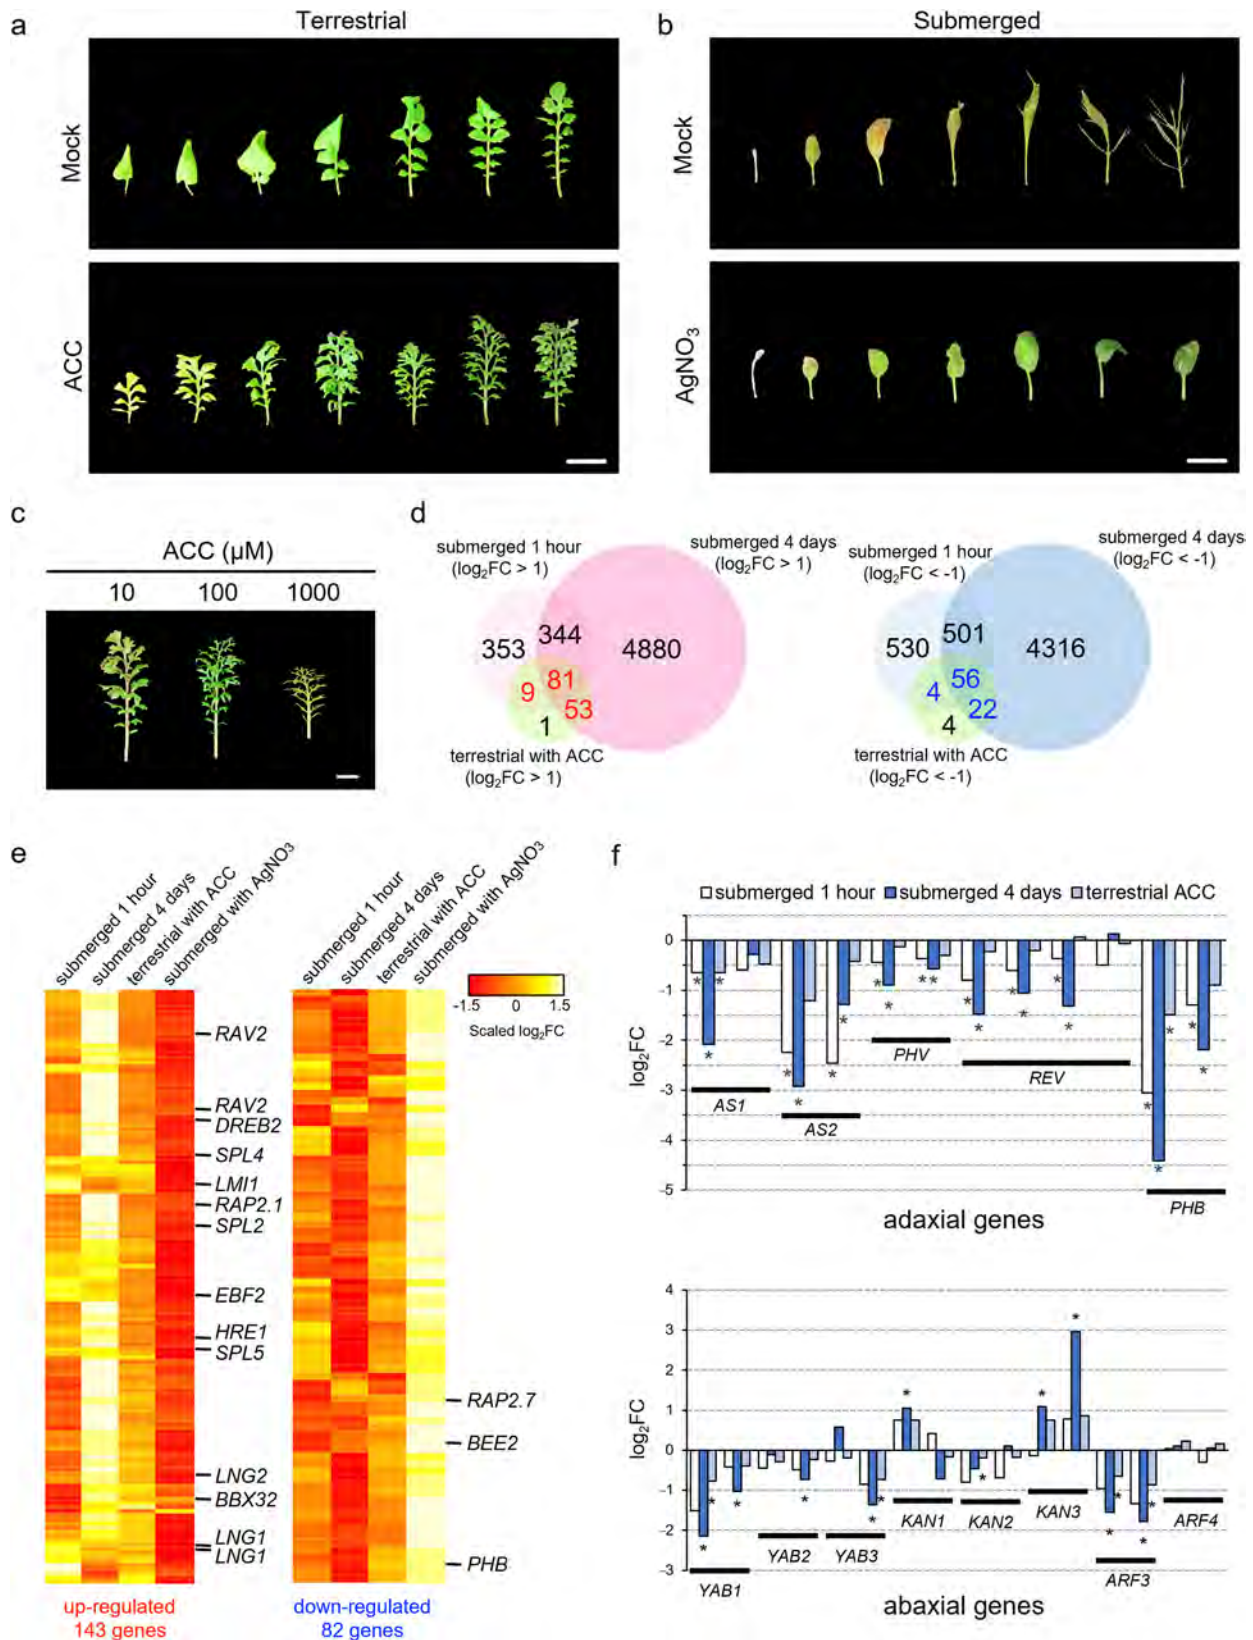 a
Terrestrial
b
Submerged
Mock
Mock
ACC
AgNO₃
c
ACC (µM)
10 100 1000
d
submerged 1 hour
(log₂FC > 1)
submerged 4 days
(log₂FC > 1)
353
344
4880
81
9
53
1
terrestrial with ACC
(log₂FC > 1)
submerged 1 hour
(log₂FC < -1)
submerged 4 days
(log₂FC < -1)
530
501
4316
56
4
22
4
terrestrial with ACC
(log₂FC < -1)
e
submerged 1 hour
submerged 4 days
terrestrial with ACC
submerged with AgNO₃
submerged 1 hour
submerged 4 days
terrestrial with ACC
submerged with AgNO₃
-1.5 0 1.5
Scaled log₂FC
RAV2
RAV2
DREB2
SPL4
LMI1
RAP2.1
SPL2
EBF2
HRE1
SPL5
LNG2
BBX32
LNG1
LNG1
RAP2.7
BEE2
PHB
up-regulated
143 genes
down-regulated
82 genes
f
submerged 1 hour submerged 4 days terrestrial ACC
log₂FC
0
-1
-2
-3
-4
-5
* * * * * * * * * * * * * * * * * * * * *
AS1
AS2
PHV
REV
PHB
adaxial genes
log₂FC
4
3
2
1
0
-1
-2
-3
* * * * * * * * * * * * * *
YAB1
YAB2
YAB3
KAN1
KAN2
KAN3
ARF3
ARF4
abaxial genes